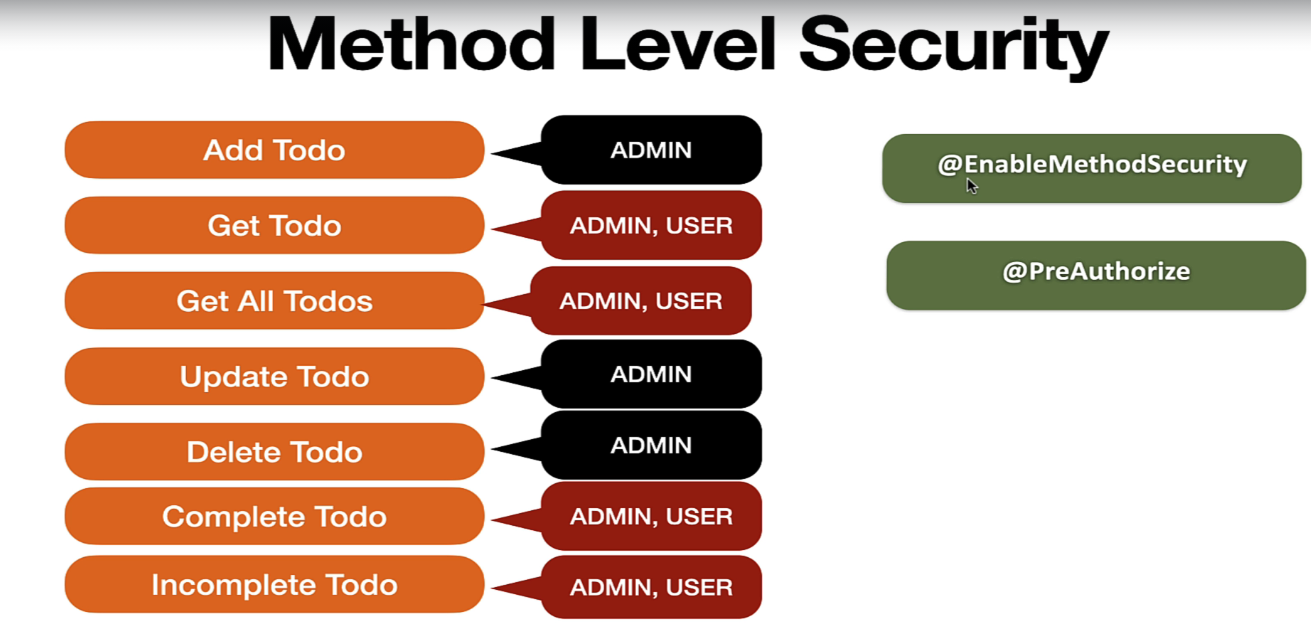 Method Level Security
Add Todo
ADMIN
Get Todo
ADMIN, USER
Get All Todos
ADMIN, USER
Update Todo
ADMIN
Delete Todo
ADMIN
Complete Todo
ADMIN, USER
Incomplete Todo
ADMIN, USER
@EnableMethodSecurity
@PreAuthorize